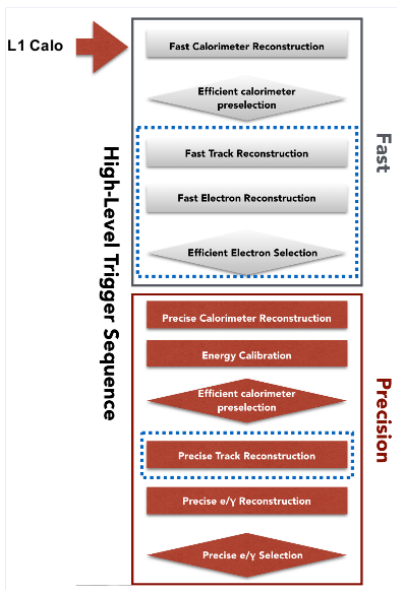 L1 Calo
Fast Calorimeter Reconstruction
Efficient calorimeter
preselection
Fast Track Reconstruction
Fast Electron Reconstruction
Efficient Electron Selection
Fast
High-Level Trigger Sequence
Precise Calorimeter Reconstruction
Energy Calibration
Efficient calorimeter
preselection
Precise Track Reconstruction
Precise e/γ Reconstruction
Precise e/γ Selection
Precision